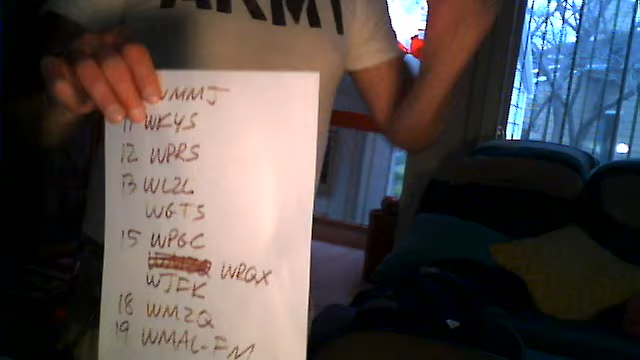 ARMY
WMMJ
11 WKYS
12 WPRS
13 WLZL
WGTS
15 WPGC
WRQX
WJFK
18 WMZQ
19 WMAL-FM